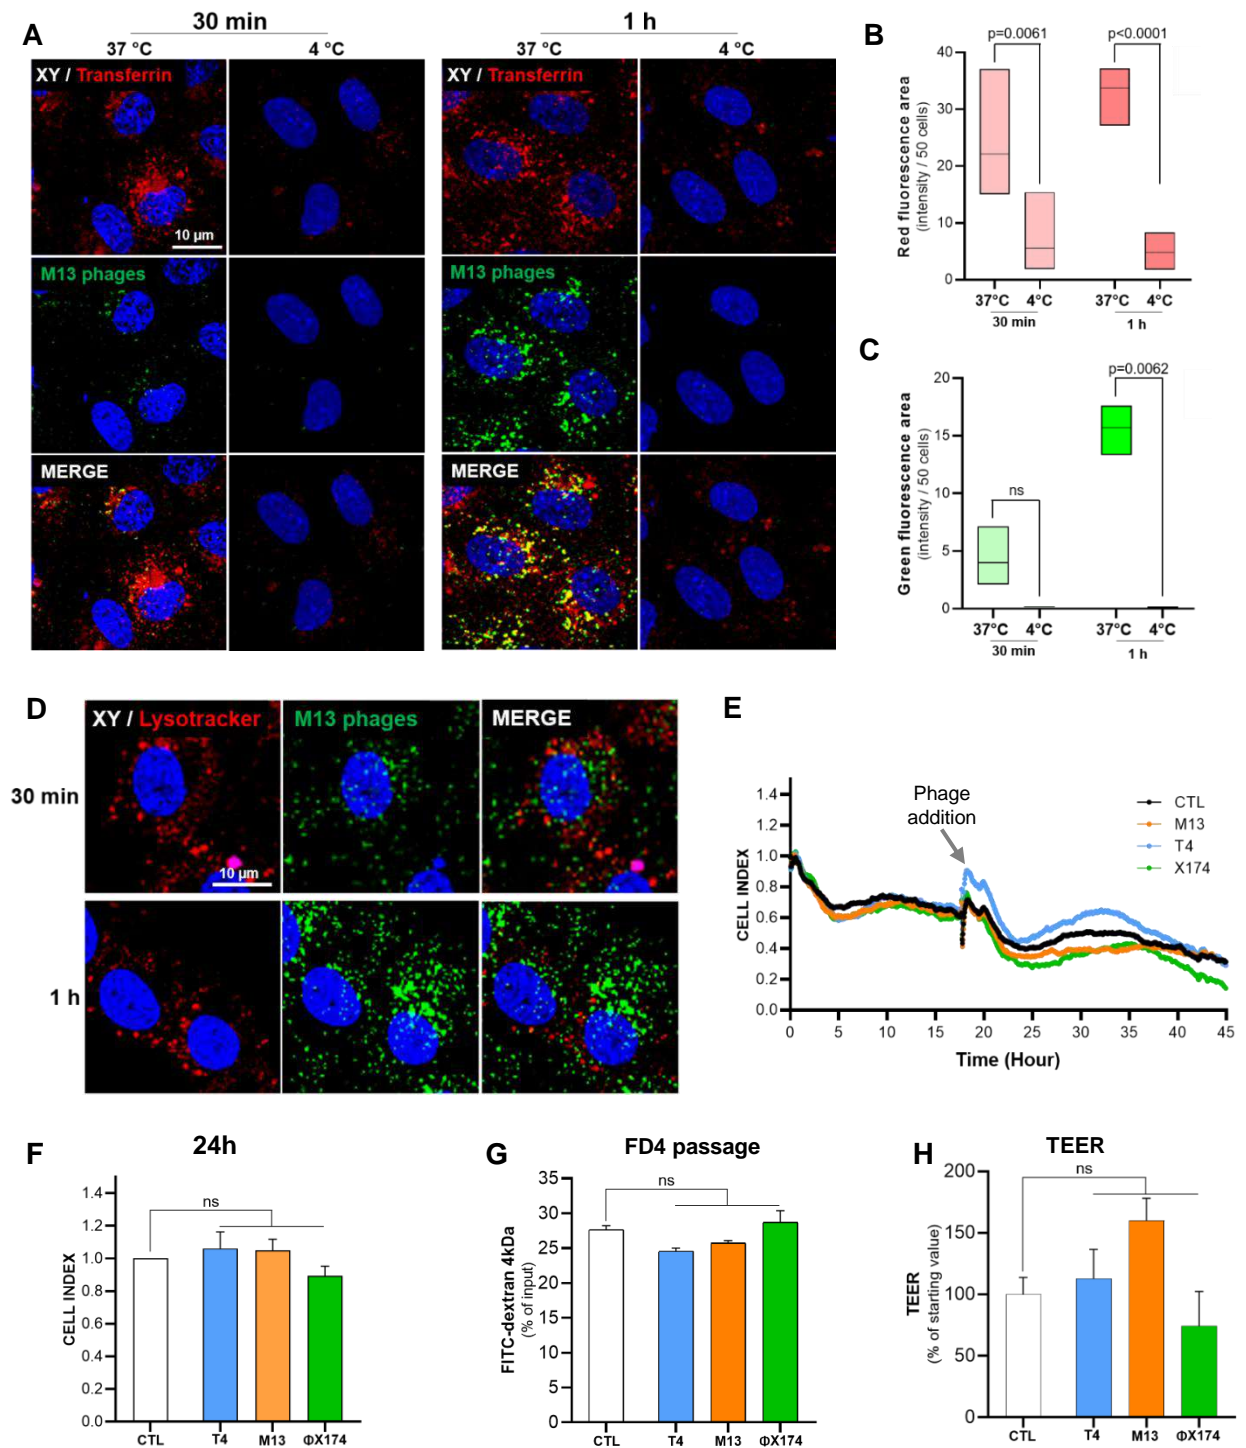 A
30 min
1 h
37 °C
4 °C
37 °C
4 °C
XY / Transferrin
XY / Transferrin
10 µm
M13 phages
M13 phages
MERGE
MERGE
B
p=0.0061
p<0.0001
Red fluorescence area
(intensity / 50 cells)
40
30
20
10
0
37°C
4°C
37°C
4°C
30 min
1 h
C
p=0.0062
ns
Green fluorescence area
(intensity / 50 cells)
20
15
10
5
0
37°C
4°C
37°C
4°C
30 min
1 h
D
XY / Lysotracker
M13 phages
MERGE
30 min
10 µm
1 h
E
Phage
addition
CTL
M13
T4
X174
CELL INDEX
1.4
1.2
1.0
0.8
0.6
0.4
0.2
0.0
0
5
10
15
20
25
30
35
40
45
Time (Hour)
F
24h
ns
CELL INDEX
1.4
1.2
1.0
0.8
0.6
0.4
0.2
0.0
CTL
T4
M13
ΦX174
G
FD4 passage
ns
FITC-dextran 4kDa
(% of input)
35
30
25
20
15
10
5
0
CTL
T4
M13
ΦX174
H
TEER
ns
TEER
(% of starting value)
200
150
100
50
0
CTL
T4
M13
ΦX174